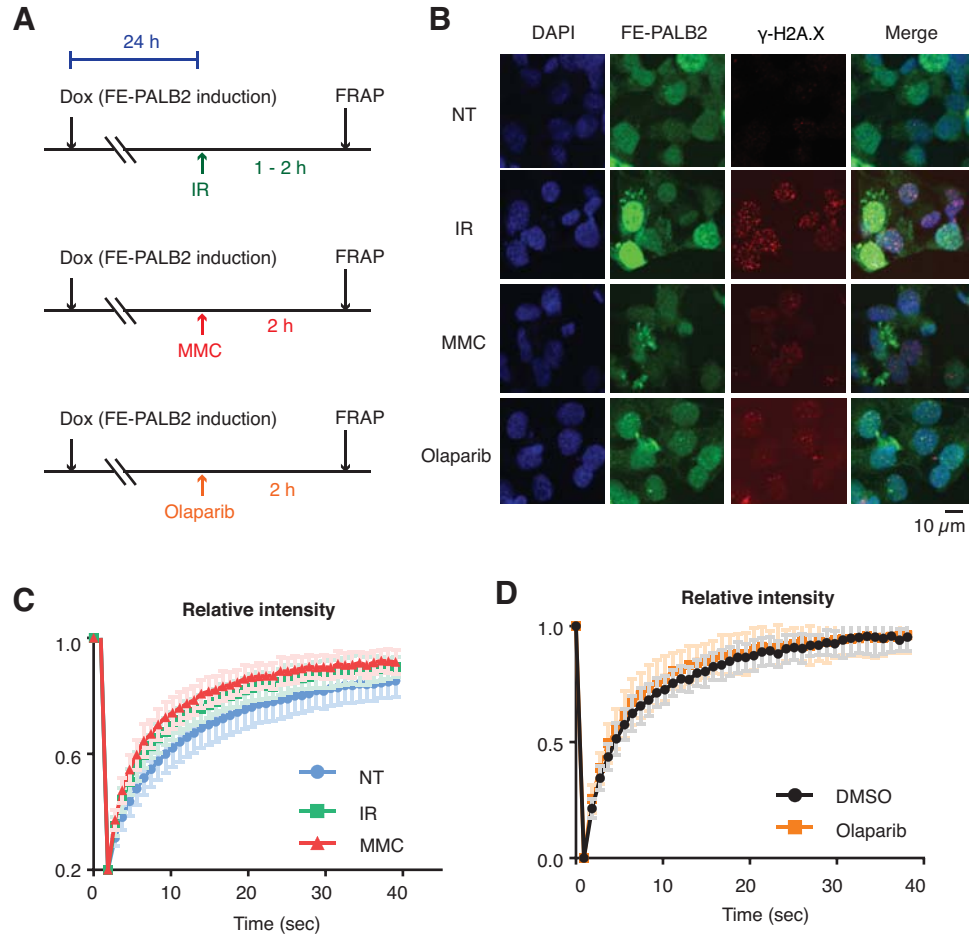 A
24 h
Dox (FE-PALB2 induction) FRAP
1 - 2 h
IR
Dox (FE-PALB2 induction) FRAP
2 h
MMC
Dox (FE-PALB2 induction) FRAP
2 h
Olaparib
B
DAPI FE-PALB2 γ-H2A.X Merge
NT
IR
MMC
Olaparib
10 µm
C
Relative intensity
1.0
0.6
0.2
NT
IR
MMC
0 10 20 30 40
Time (sec)
D
Relative intensity
1.0
0.5
0.0
DMSO
Olaparib
0 10 20 30 40
Time (sec)